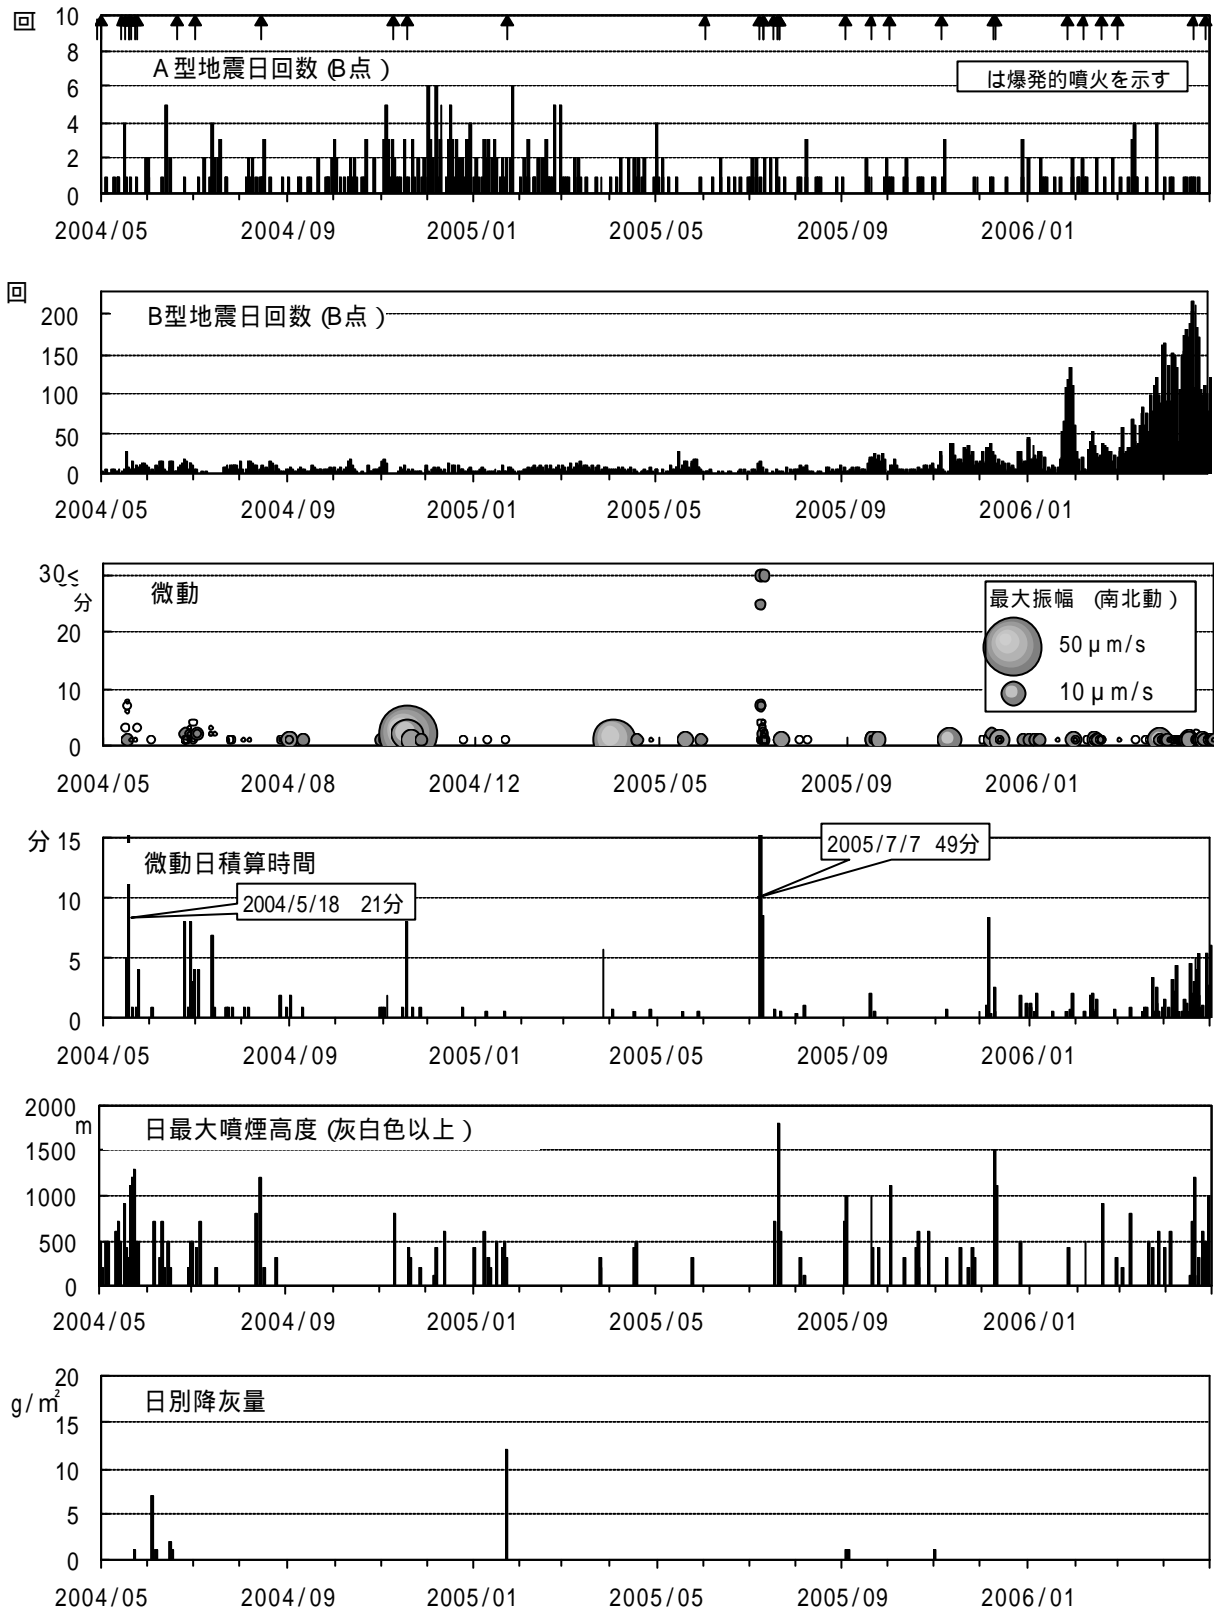 回
10
8
6
4
2
0
A型地震日回数 (B点 )
は爆発的噴火を示す
2004/05 2004/09 2005/01 2005/05 2005/09 2006/01
回
200
150
100
50
0
B型地震日回数 (B点 )
2004/05 2004/09 2005/01 2005/05 2005/09 2006/01
30<
分
20
10
0
微動
最大振幅 (南北動 )
50 μm/s
10 μm/s
2004/05 2004/08 2004/12 2005/05 2005/09 2006/01
分
15
10
5
0
微動日積算時間
2004/5/18 21分
2005/7/7 49分
2004/05 2004/09 2005/01 2005/05 2005/09 2006/01
2000
m
1500
1000
500
0
日最大噴煙高度 (灰白色以上 )
2004/05 2004/09 2005/01 2005/05 2005/09 2006/01
20
g/㎡
15
10
5
0
日別降灰量
2004/05 2004/09 2005/01 2005/05 2005/09 2006/01